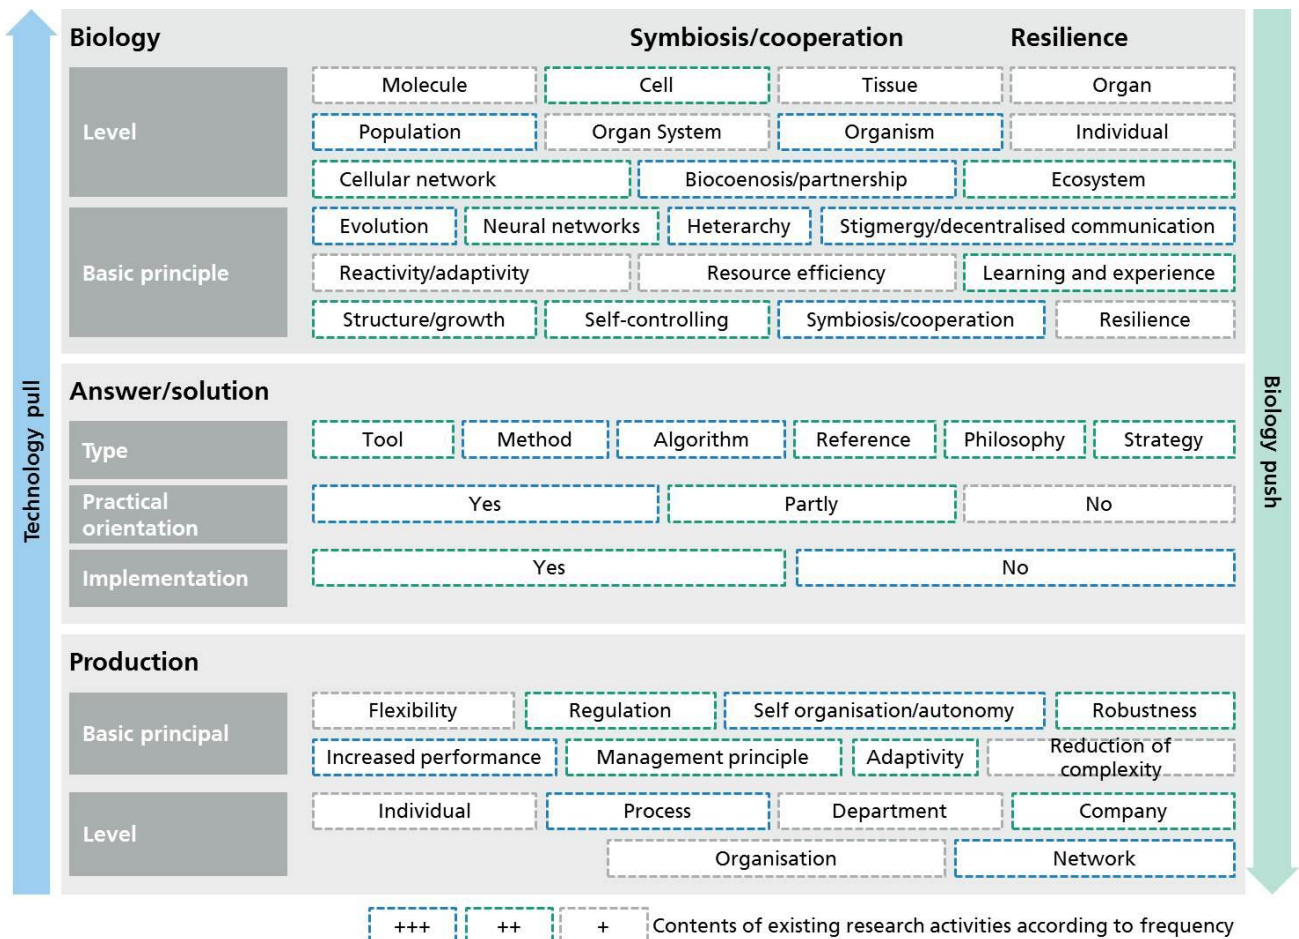 Biology
Symbiosis/cooperation
Resilience
Level
Molecule
Cell
Tissue
Organ
Population
Organ System
Organism
Individual
Cellular network
Biocoenosis/partnership
Ecosystem
Basic principle
Evolution
Neural networks
Heterarchy
Stigmergy/decentralised communication
Reactivity/adaptivity
Resource efficiency
Learning and experience
Structure/growth
Self-controlling
Symbiosis/cooperation
Resilience
Technology pull
Biology push
Answer/solution
Type
Tool
Method
Algorithm
Reference
Philosophy
Strategy
Practical
orientation
Yes
Partly
No
Implementation
Yes
No
Production
Basic principal
Flexibility
Regulation
Self organisation/autonomy
Robustness
Increased performance
Management principle
Adaptivity
Reduction of
complexity
Level
Individual
Process
Department
Company
Organisation
Network
+++
++
+
Contents of existing research activities according to frequency